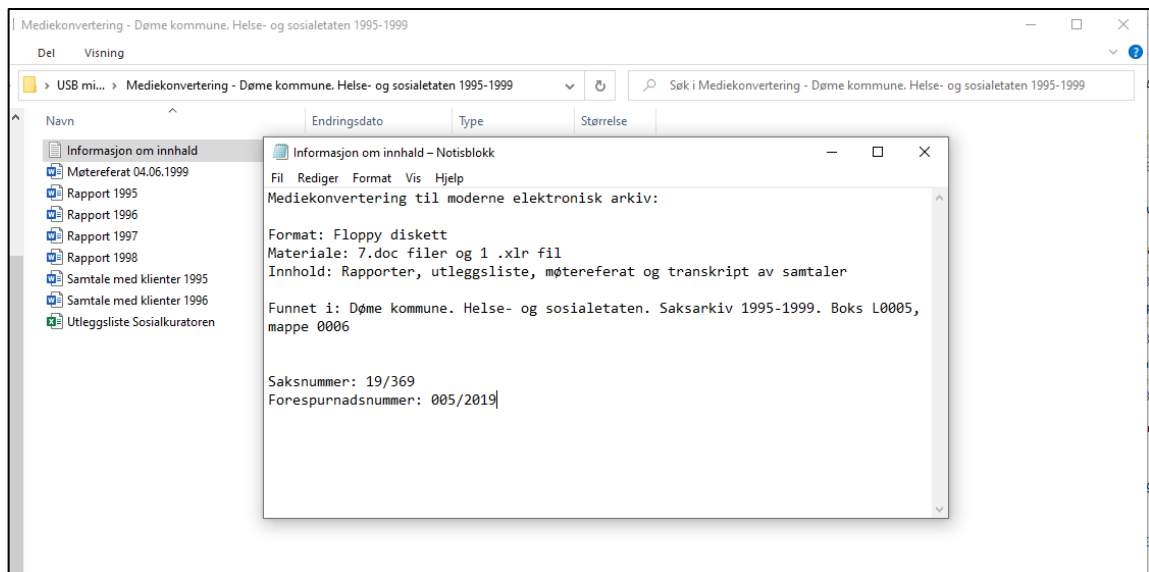 Mediekonvertering - Døme kommune. Helse- og sosialetaten 1995-1999
Del Visning
USB mi... › Mediekonvertering - Døme kommune. Helse- og sosialetaten 1995-1999
Søk i Mediekonvertering - Døme kommune. Helse- og sosialetaten 1995-1999
Navn Endringsdato Type Størrelse
Informasjon om innhald
Møtereferat 04.06.1999
Rapport 1995
Rapport 1996
Rapport 1997
Rapport 1998
Samtale med klienter 1995
Samtale med klienter 1996
Utleggsliste Sosialkuratoren
Informasjon om innhald – Notisblokk
Fil Rediger Format Vis Hjelp
Mediekonvertering til moderne elektronisk arkiv:
Format: Floppy diskett
Materiale: 7.doc filer og 1 .xlr fil
Innhold: Rapporter, utleggsliste, møtereferat og transkript av samtaler
Funnet i: Døme kommune. Helse- og sosialetaten. Saksarkiv 1995-1999. Boks L0005,
mappe 0006
Saksnummer: 19/369
Forespurnadsnummer: 005/2019